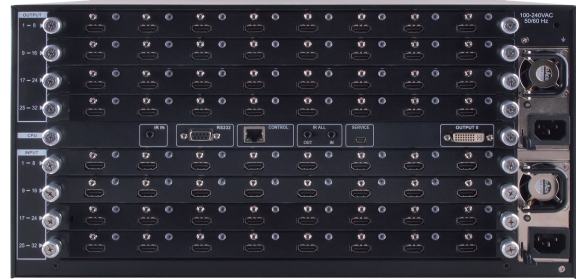 OUTPUT
1 — 8
9 — 16
17 — 24
25 — 32
CPU
INPUT
1 — 8
9 — 16
17 — 24
25 — 32
IR IN
RS232
CONTROL
IR ALL
OUT
IN
SERVICE
OUTPUT 0
100-240VAC
50/60 Hz